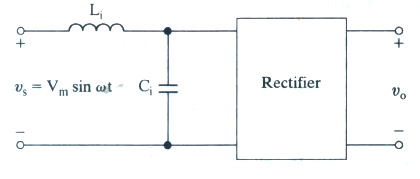 Lᵢ
+ +
vₛ = Vₘ sin ωt Cᵢ Rectifier vₒ
− −